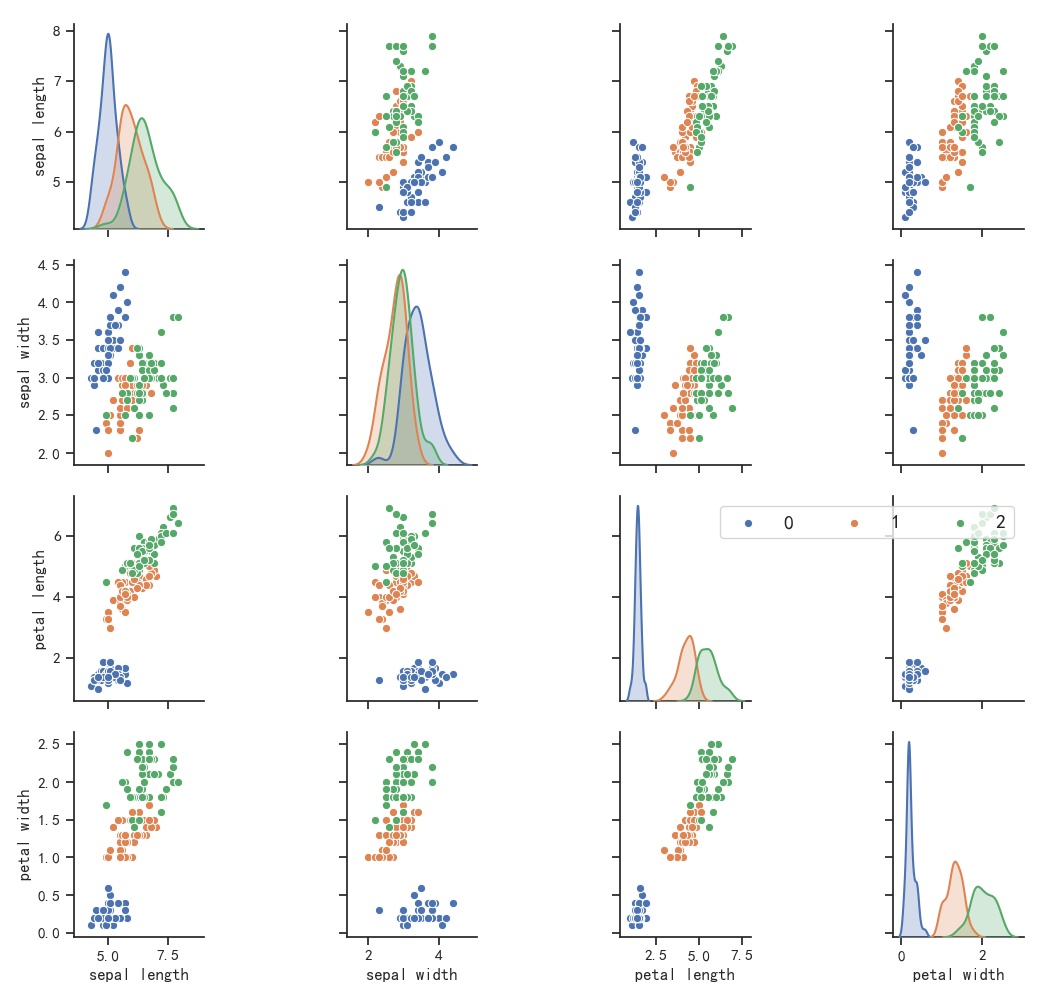 8
7
6
5
sepal length
4.5
4.0
3.5
3.0
2.5
2.0
sepal width
0 1 2
6
4
2
petal length
2.5
2.0
1.5
1.0
0.5
0.0
petal width
5.0 7.5
sepal length
2 4
sepal width
2.5 5.0 7.5
petal length
0 2
petal width